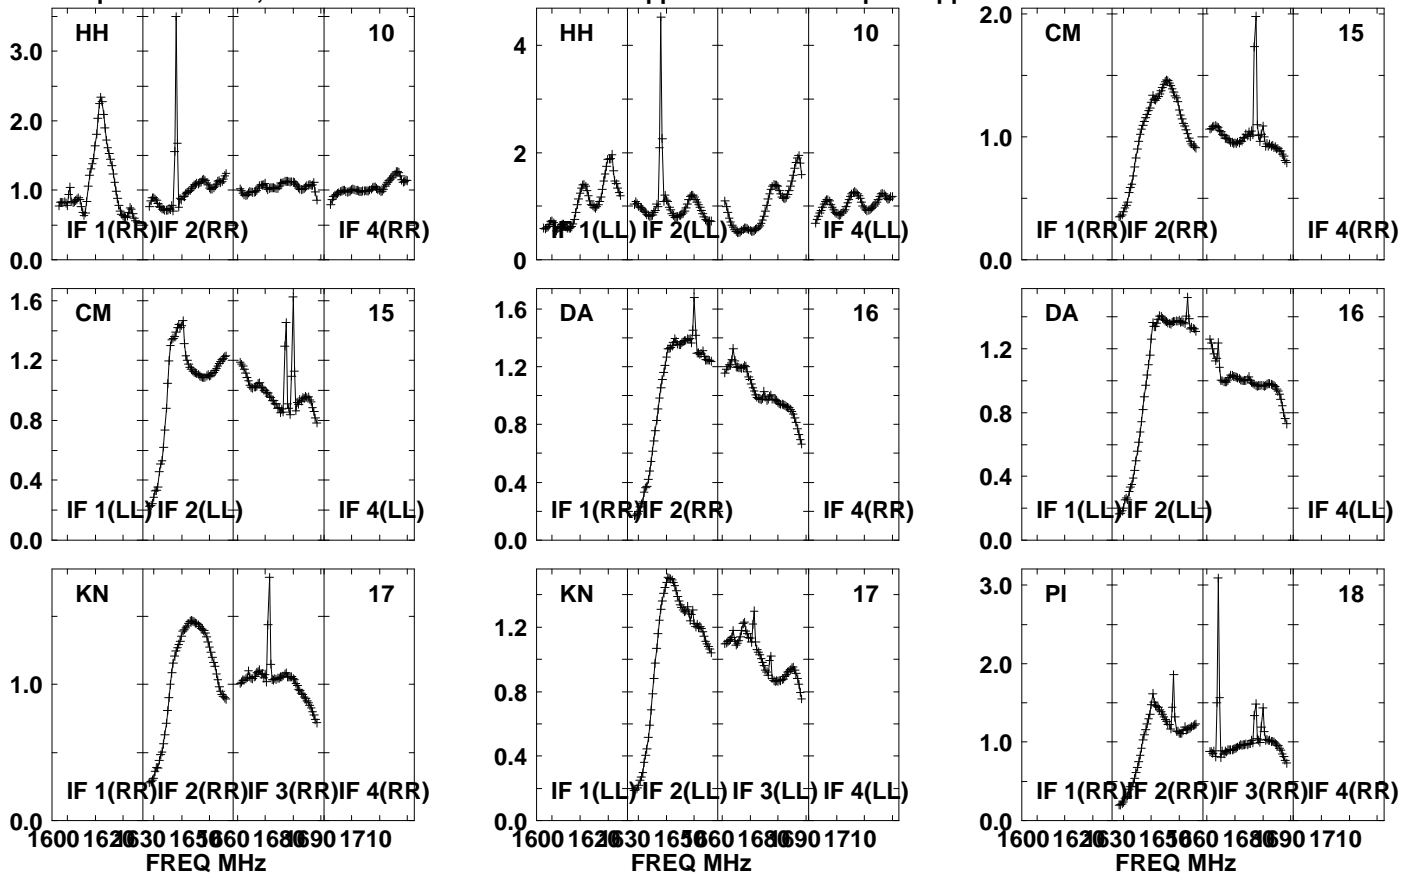 HH 10 HH 10 CM 15
3.0 4 2.0
2.0 2 1.0
1.0
IF 1(RR) IF 2(RR) IF 4(RR) IF 1(LL) IF 2(LL) IF 4(LL) IF 1(RR) IF 2(RR) IF 4(RR)
0.0 0 0.0
CM 15 DA 16 DA 16
1.6 1.6
1.2 1.2 1.2
0.8 0.8 0.8
0.4 0.4 0.4
IF 1(LL) IF 2(LL) IF 4(LL) IF 1(RR) IF 2(RR) IF 4(RR) IF 1(LL) IF 2(LL) IF 4(LL)
0.0 0.0 0.0
KN 17 KN 17 PI 18
3.0
1.2 2.0
1.0 0.8
0.4 1.0
IF 1(RR) IF 2(RR) IF 3(RR) IF 4(RR) IF 1(LL) IF 2(LL) IF 3(LL) IF 4(LL) IF 1(RR) IF 2(RR) IF 3(RR) IF 4(RR)
0.0 0.0 0.0
1600 1620 1630 1650 1660 1680 1690 1710 1600 1620 1630 1650 1660 1680 1690 1710 1600 1620 1630 1650 1660 1680 1690 1710
FREQ MHz FREQ MHz FREQ MHz